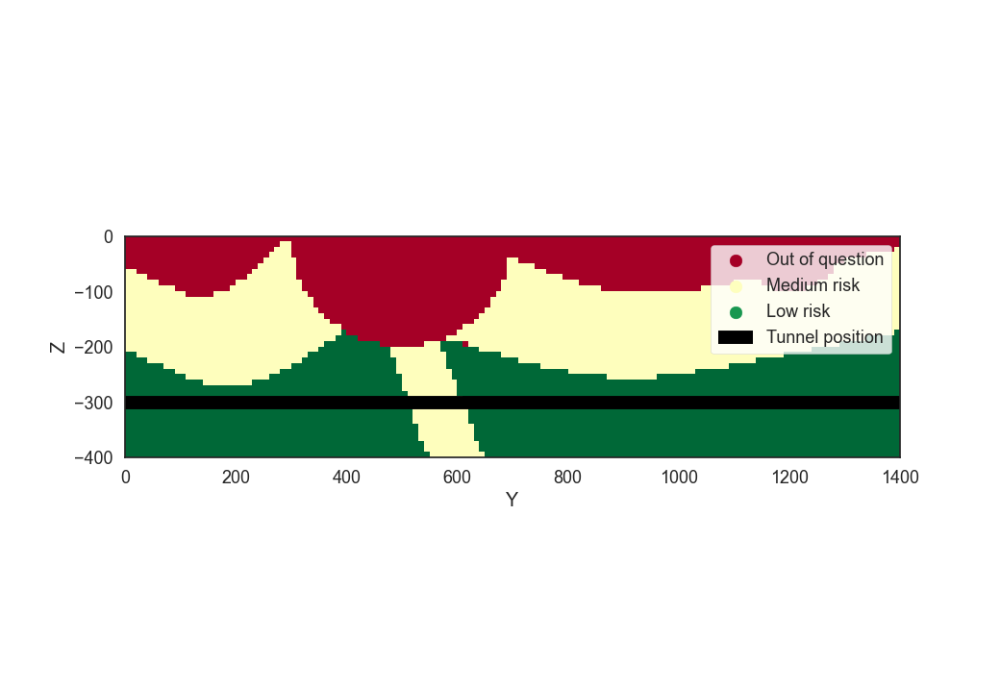 0
−100
−200
−300
−400
Z
0 200 400 600 800 1000 1200 1400
Y
Out of question
Medium risk
Low risk
Tunnel position